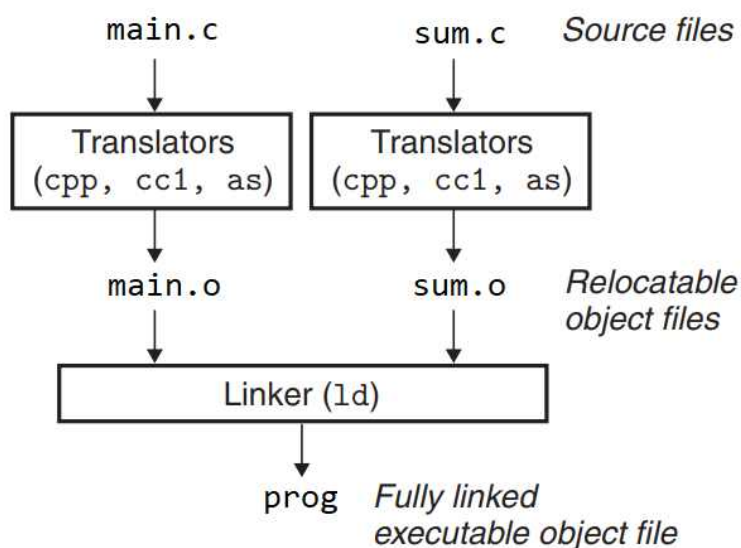 main.c
sum.c
Source files
Translators
(cpp, cc1, as)
Translators
(cpp, cc1, as)
main.o
sum.o
Relocatable
object files
Linker (ld)
prog
Fully linked
executable object file